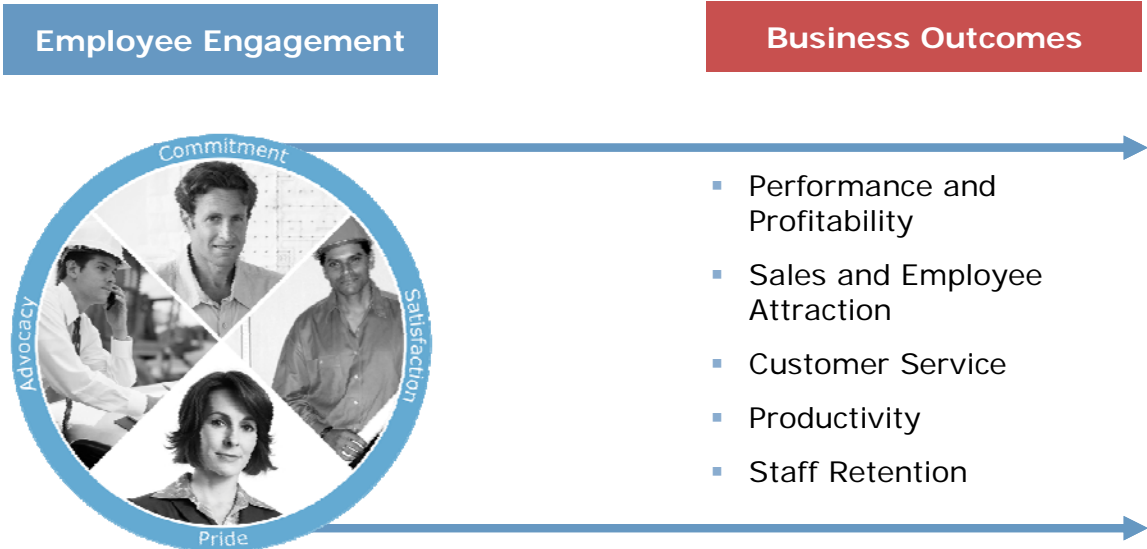 Employee Engagement
Business Outcomes
Commitment
Advocacy
Satisfaction
Pride
Performance and
Profitability
Sales and Employee
Attraction
Customer Service
Productivity
Staff Retention